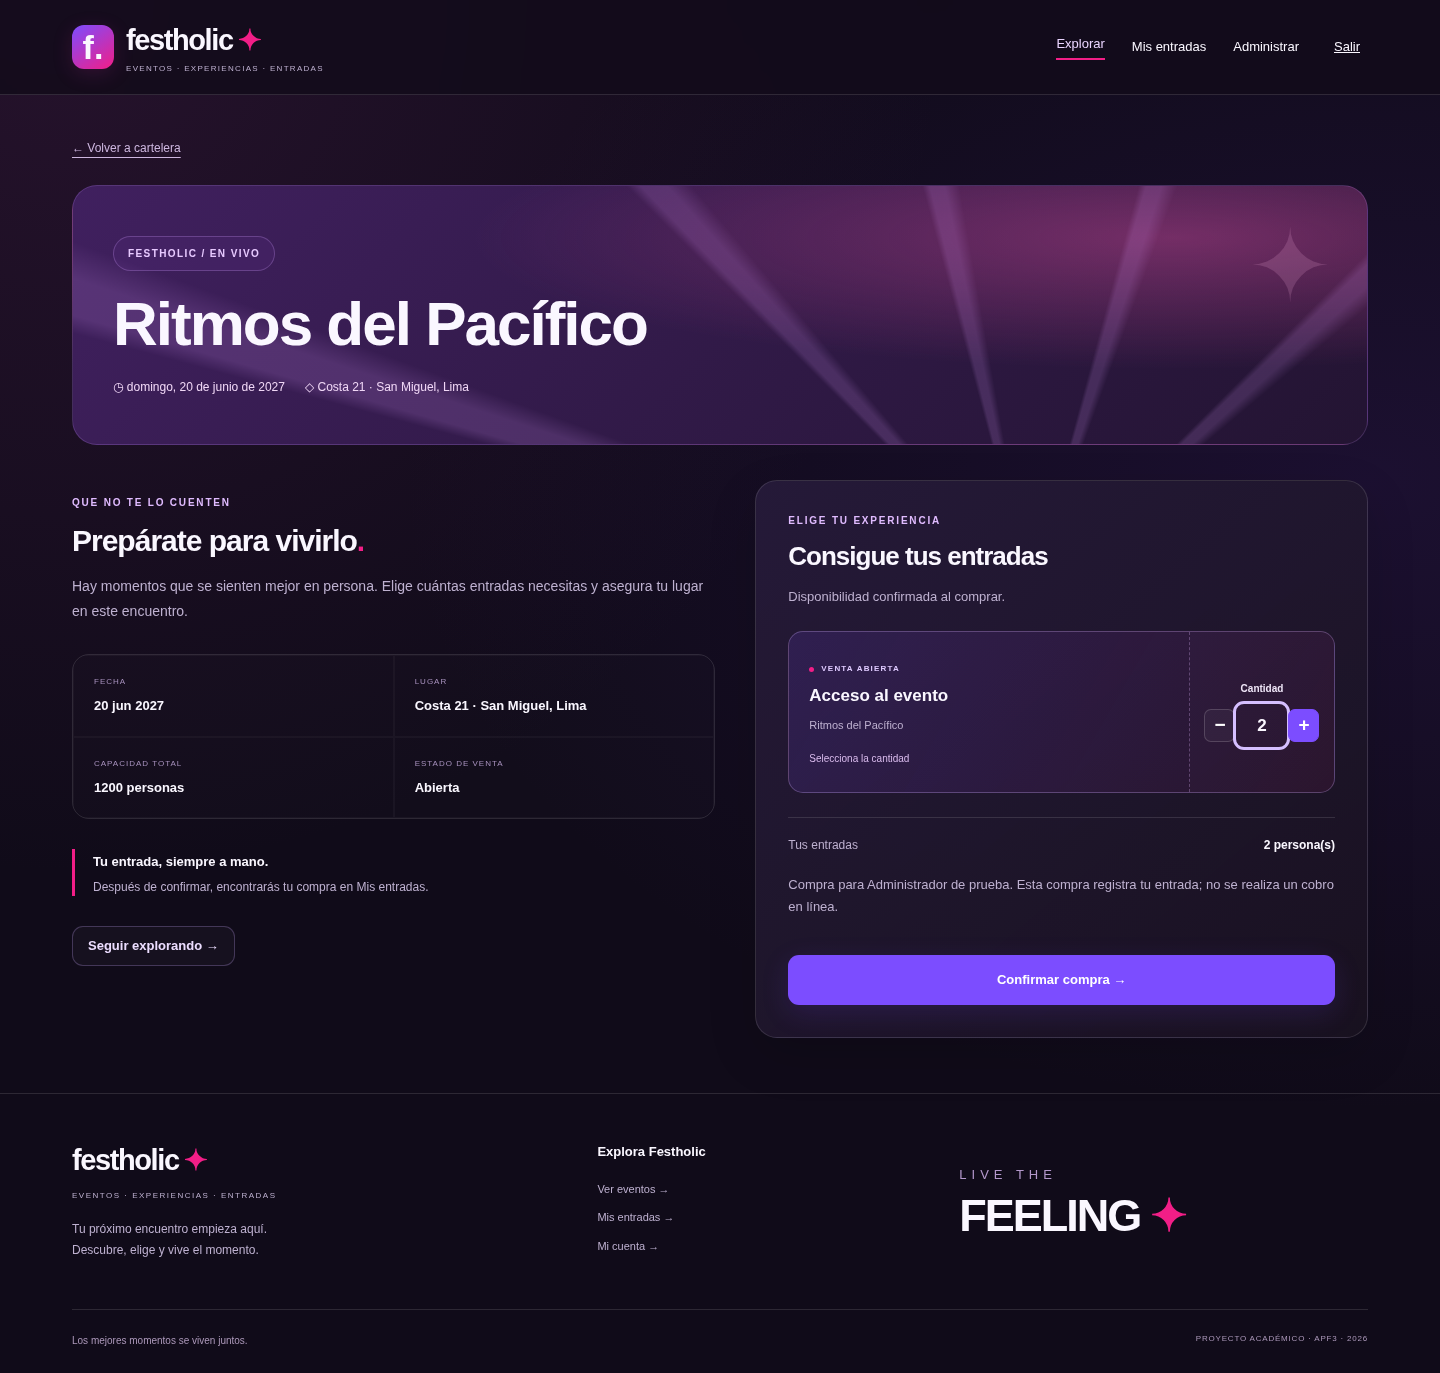 f.
festholic ✦
EVENTOS · EXPERIENCIAS · ENTRADAS
Explorar
Mis entradas
Administrar
Salir
← Volver a cartelera
FESTHOLIC / EN VIVO
Ritmos del Pacífico
◷ domingo, 20 de junio de 2027 ◇ Costa 21 · San Miguel, Lima
QUE NO TE LO CUENTEN
Prepárate para vivirlo.
Hay momentos que se sienten mejor en persona. Elige cuántas entradas necesitas y asegura tu lugar
en este encuentro.
FECHA
20 jun 2027
LUGAR
Costa 21 · San Miguel, Lima
CAPACIDAD TOTAL
1200 personas
ESTADO DE VENTA
Abierta
Tu entrada, siempre a mano.
Después de confirmar, encontrarás tu compra en Mis entradas.
Seguir explorando →
ELIGE TU EXPERIENCIA
Consigue tus entradas
Disponibilidad confirmada al comprar.
VENTA ABIERTA
Acceso al evento
Ritmos del Pacífico
Selecciona la cantidad
Cantidad
− 2 +
Tus entradas
2 persona(s)
Compra para Administrador de prueba. Esta compra registra tu entrada; no se realiza un cobro
en línea.
Confirmar compra →
festholic ✦
EVENTOS · EXPERIENCIAS · ENTRADAS
Tu próximo encuentro empieza aquí.
Descubre, elige y vive el momento.
Explora Festholic
Ver eventos →
Mis entradas →
Mi cuenta →
LIVE THE
FEELING ✦
Los mejores momentos se viven juntos.
PROYECTO ACADÉMICO · APF3 · 2026